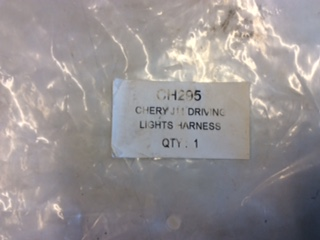 CH295
CHERY J11 DRIVING
LIGHTS HARNESS
QTY : 1